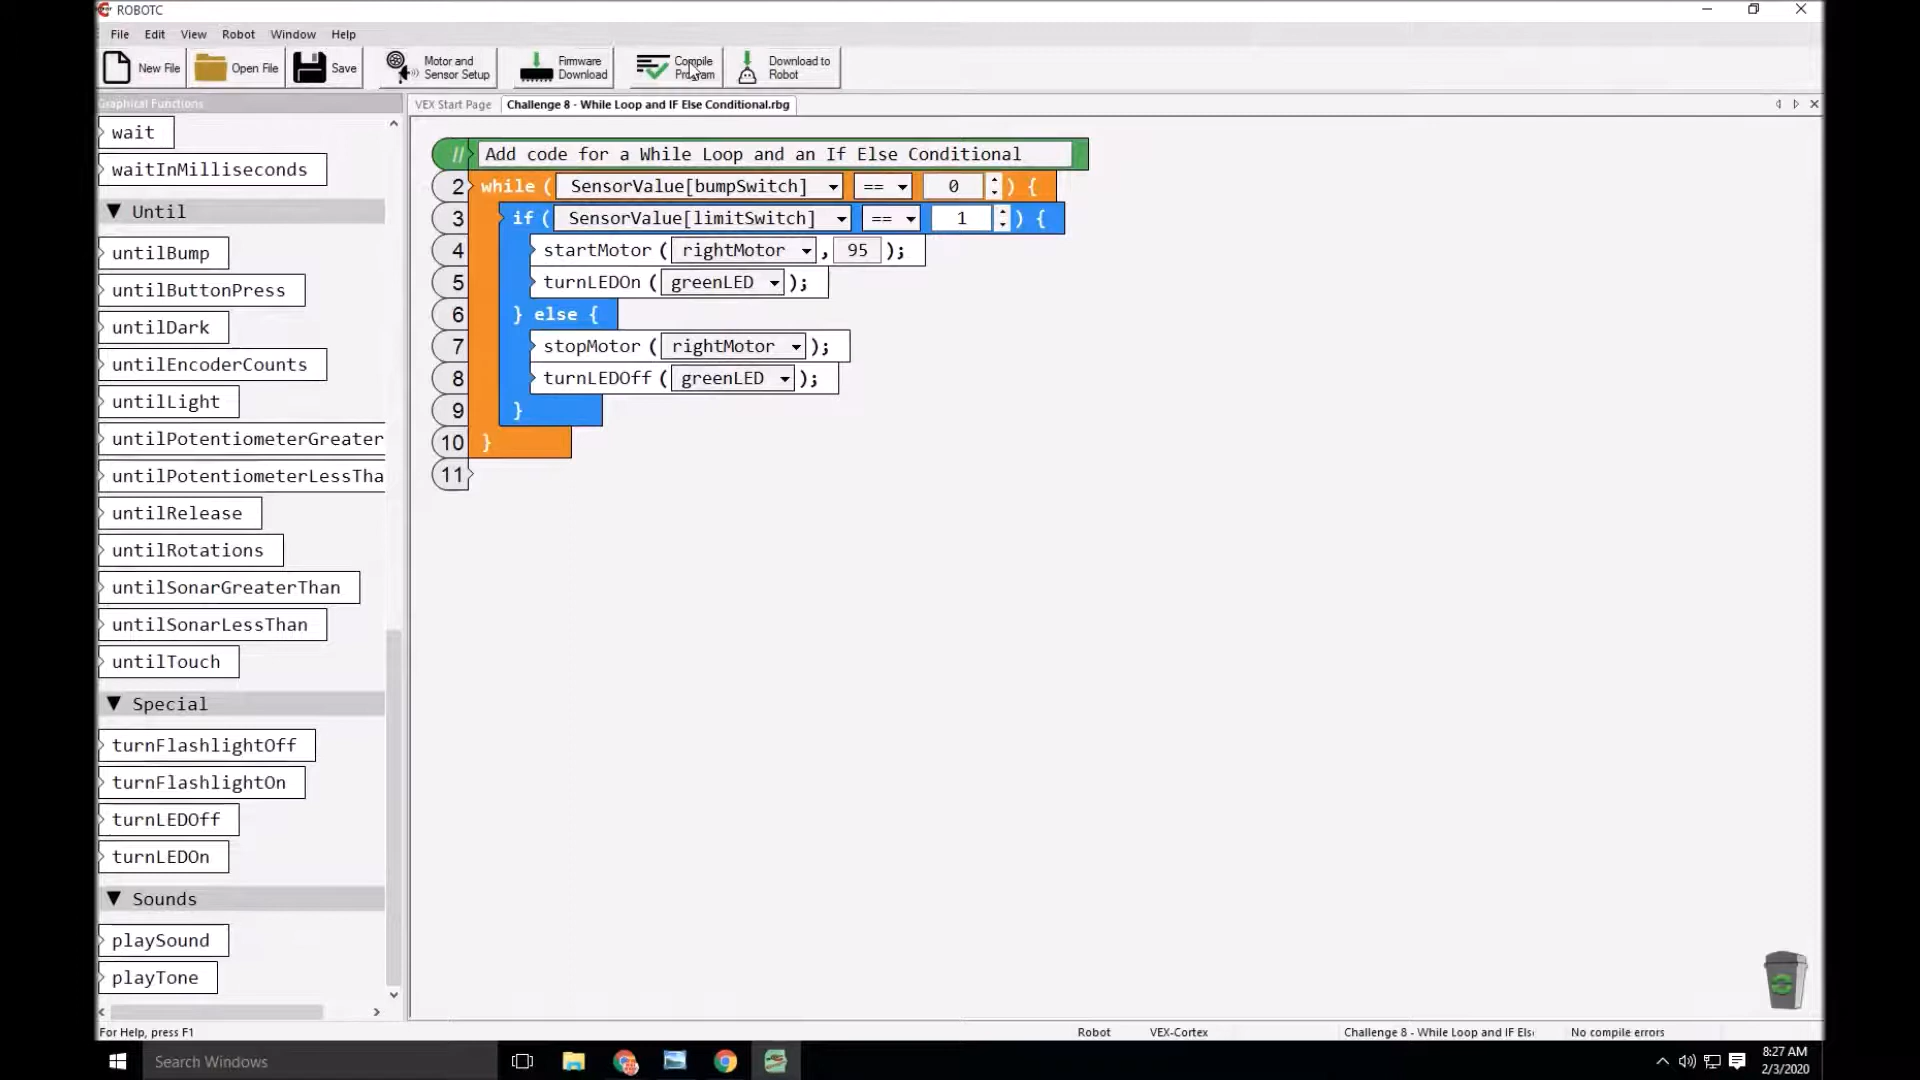 ROBOTC
File Edit View Robot Window Help
New File Open File Save Motor and Sensor Setup Firmware Download Compile Program Download to Robot
Graphical Functions
VEX Start Page Challenge 8 - While Loop and IF Else Conditional.rbg
wait
waitInMilliseconds
Until
untilBump
untilButtonPress
untilDark
untilEncoderCounts
untilLight
untilPotentiometerGreater
untilPotentiometerLessTha
untilRelease
untilRotations
untilSonarGreaterThan
untilSonarLessThan
untilTouch
Special
turnFlashlightOff
turnFlashlightOn
turnLEDOff
turnLEDOn
Sounds
playSound
playTone
// Add code for a While Loop and an If Else Conditional
2 while ( SensorValue[bumpSwitch] == 0 ) {
3 if ( SensorValue[limitSwitch] == 1 ) {
4 startMotor ( rightMotor , 95 );
5 turnLEDOn ( greenLED );
6 } else {
7 stopMotor ( rightMotor );
8 turnLEDOff ( greenLED );
9 }
10 }
11
For Help, press F1 Robot VEX-Cortex Challenge 8 - While Loop and IF Els No compile errors
Search Windows
8:27 AM
2/3/2020